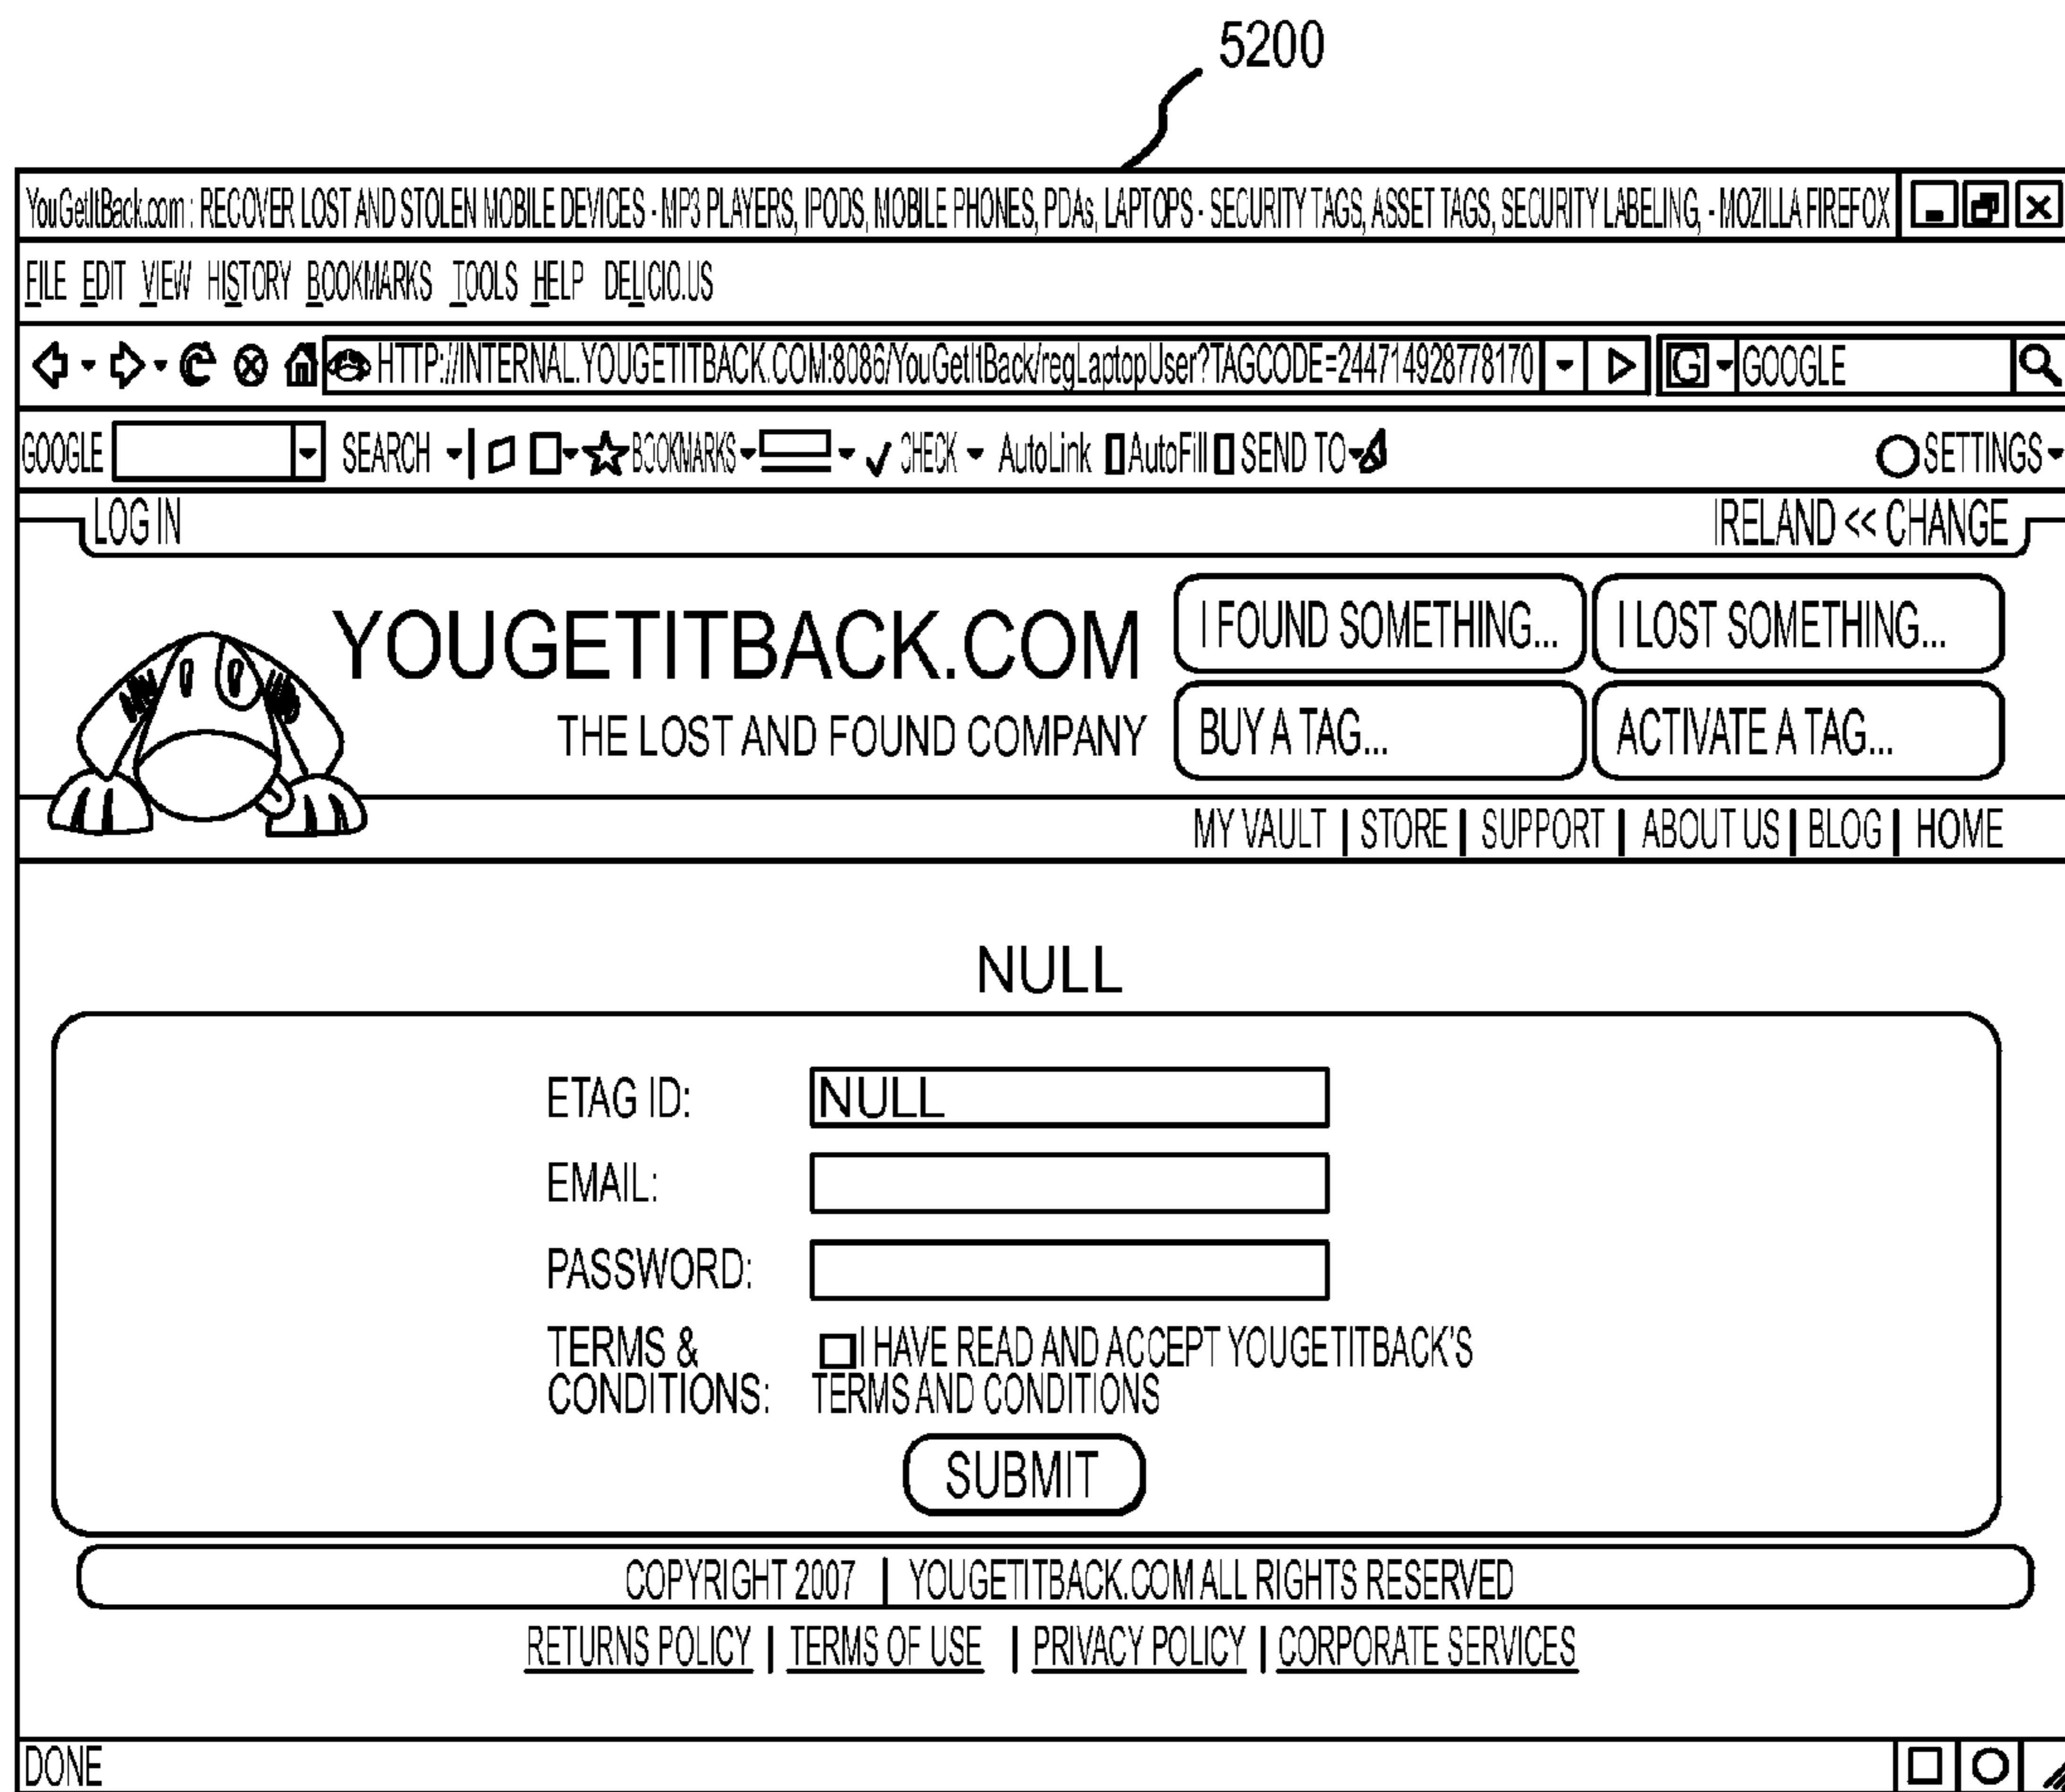 5200
YouGetItBack.com : RECOVER LOST AND STOLEN MOBILE DEVICES - MP3 PLAYERS, IPODS, MOBILE PHONES, PDAs, LAPTOPS - SECURITY TAGS, ASSET TAGS, SECURITY LABELING, - MOZILLA FIREFOX
FILE EDIT VIEW HISTORY BOOKMARKS TOOLS HELP DELICIO.US
HTTP://INTERNAL.YOUGETITBACK.COM:8086/YouGetItBack/regLaptopUser?TAGCODE=244714928778170 G GOOGLE
GOOGLE SEARCH BOOKMARKS CHECK AutoLink AutoFill SEND TO SETTINGS
LOG IN IRELAND << CHANGE
YOUGETITBACK.COM I FOUND SOMETHING... I LOST SOMETHING...
THE LOST AND FOUND COMPANY BUY A TAG... ACTIVATE A TAG...
MY VAULT | STORE | SUPPORT | ABOUT US | BLOG | HOME
NULL
ETAG ID: NULL
EMAIL:
PASSWORD:
TERMS & I HAVE READ AND ACCEPT YOUGETITBACK'S
CONDITIONS: TERMS AND CONDITIONS
SUBMIT
COPYRIGHT 2007 | YOUGETITBACK.COM ALL RIGHTS RESERVED
RETURNS POLICY | TERMS OF USE | PRIVACY POLICY | CORPORATE SERVICES
DONE